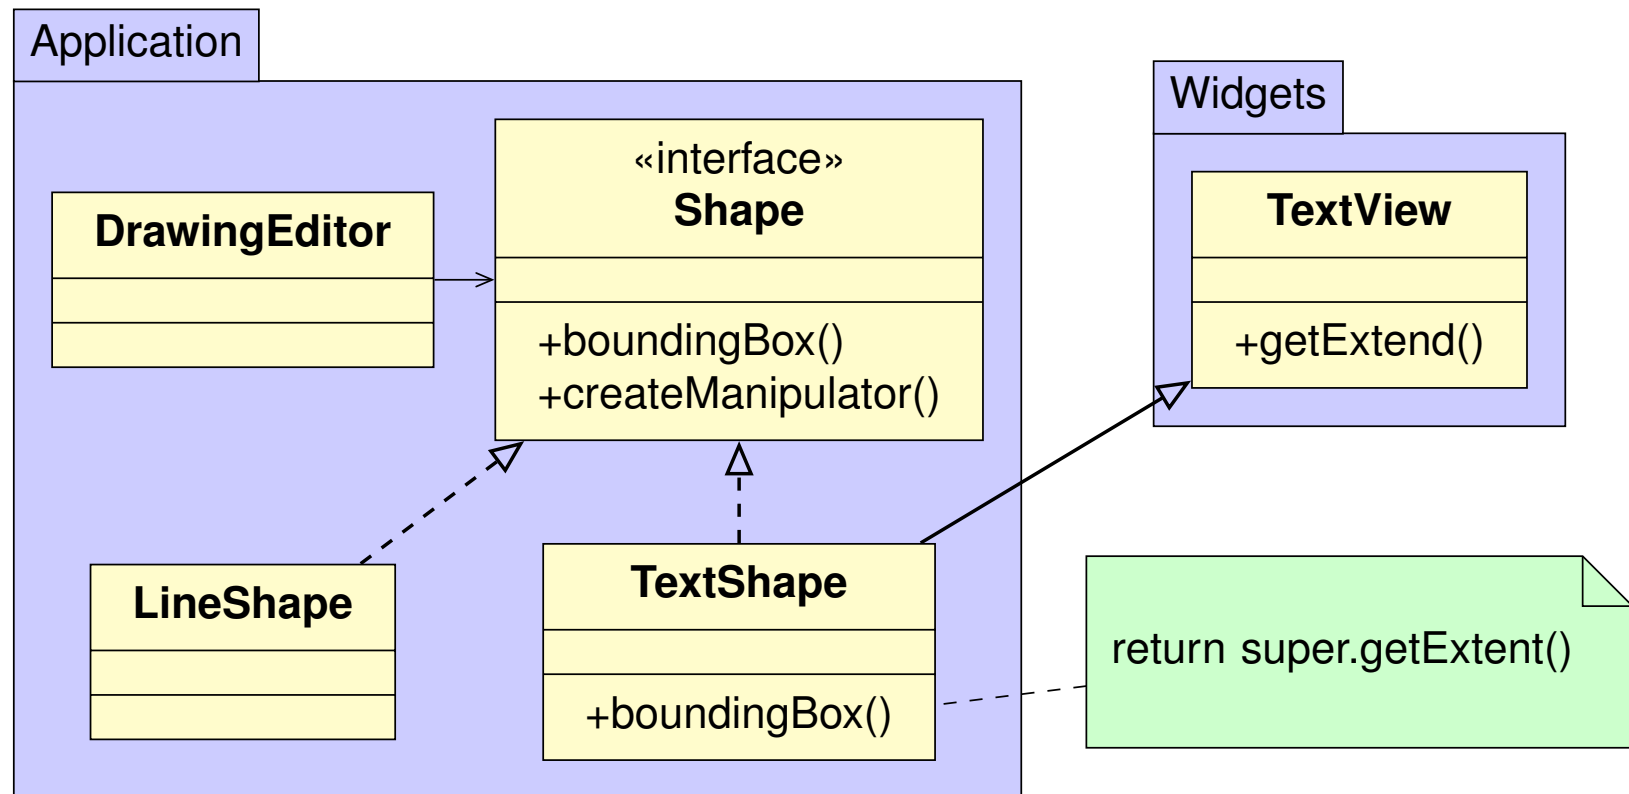 Application
Widgets
«interface»
Shape
+boundingBox()
+createManipulator()
DrawingEditor
TextView
+getExtend()
LineShape
TextShape
+boundingBox()
return super.getExtent()